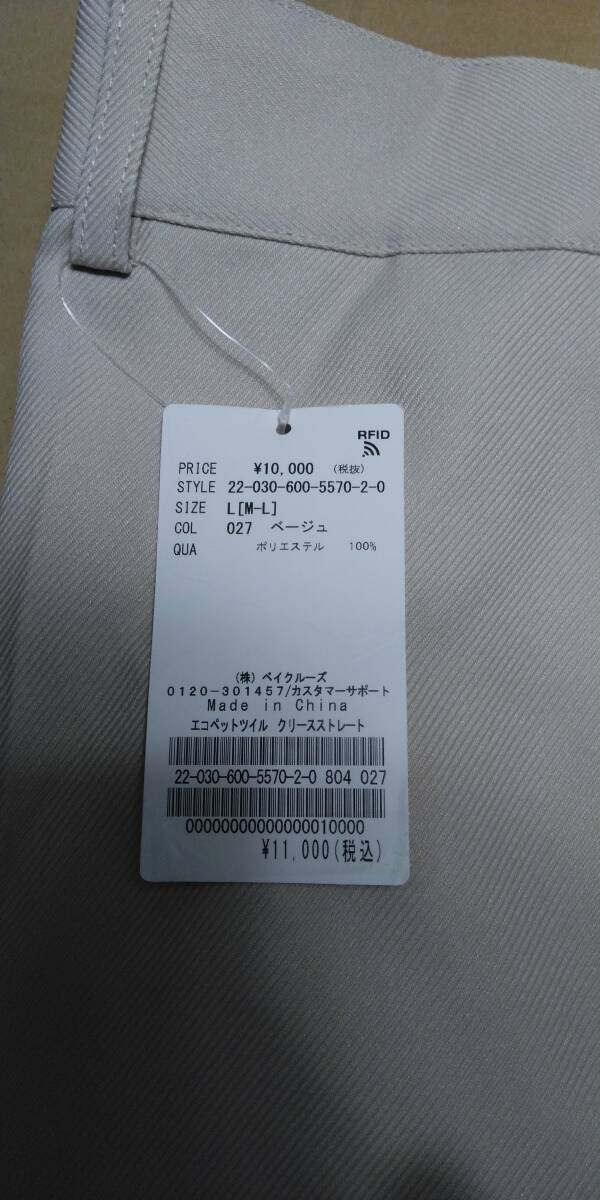 RFID
PRICE ¥10,000 (税抜)
STYLE 22-030-600-5570-2-0
SIZE L[M-L]
COL 027 ベージュ
QUA ポリエステル 100%
(株) ベイクルーズ
0120-301457/カスタマーサポート
Made in China
エコペットツイル クリースストレート
22-030-600-5570-2-0 804 027
00000000000000010000
¥11,000(税込)